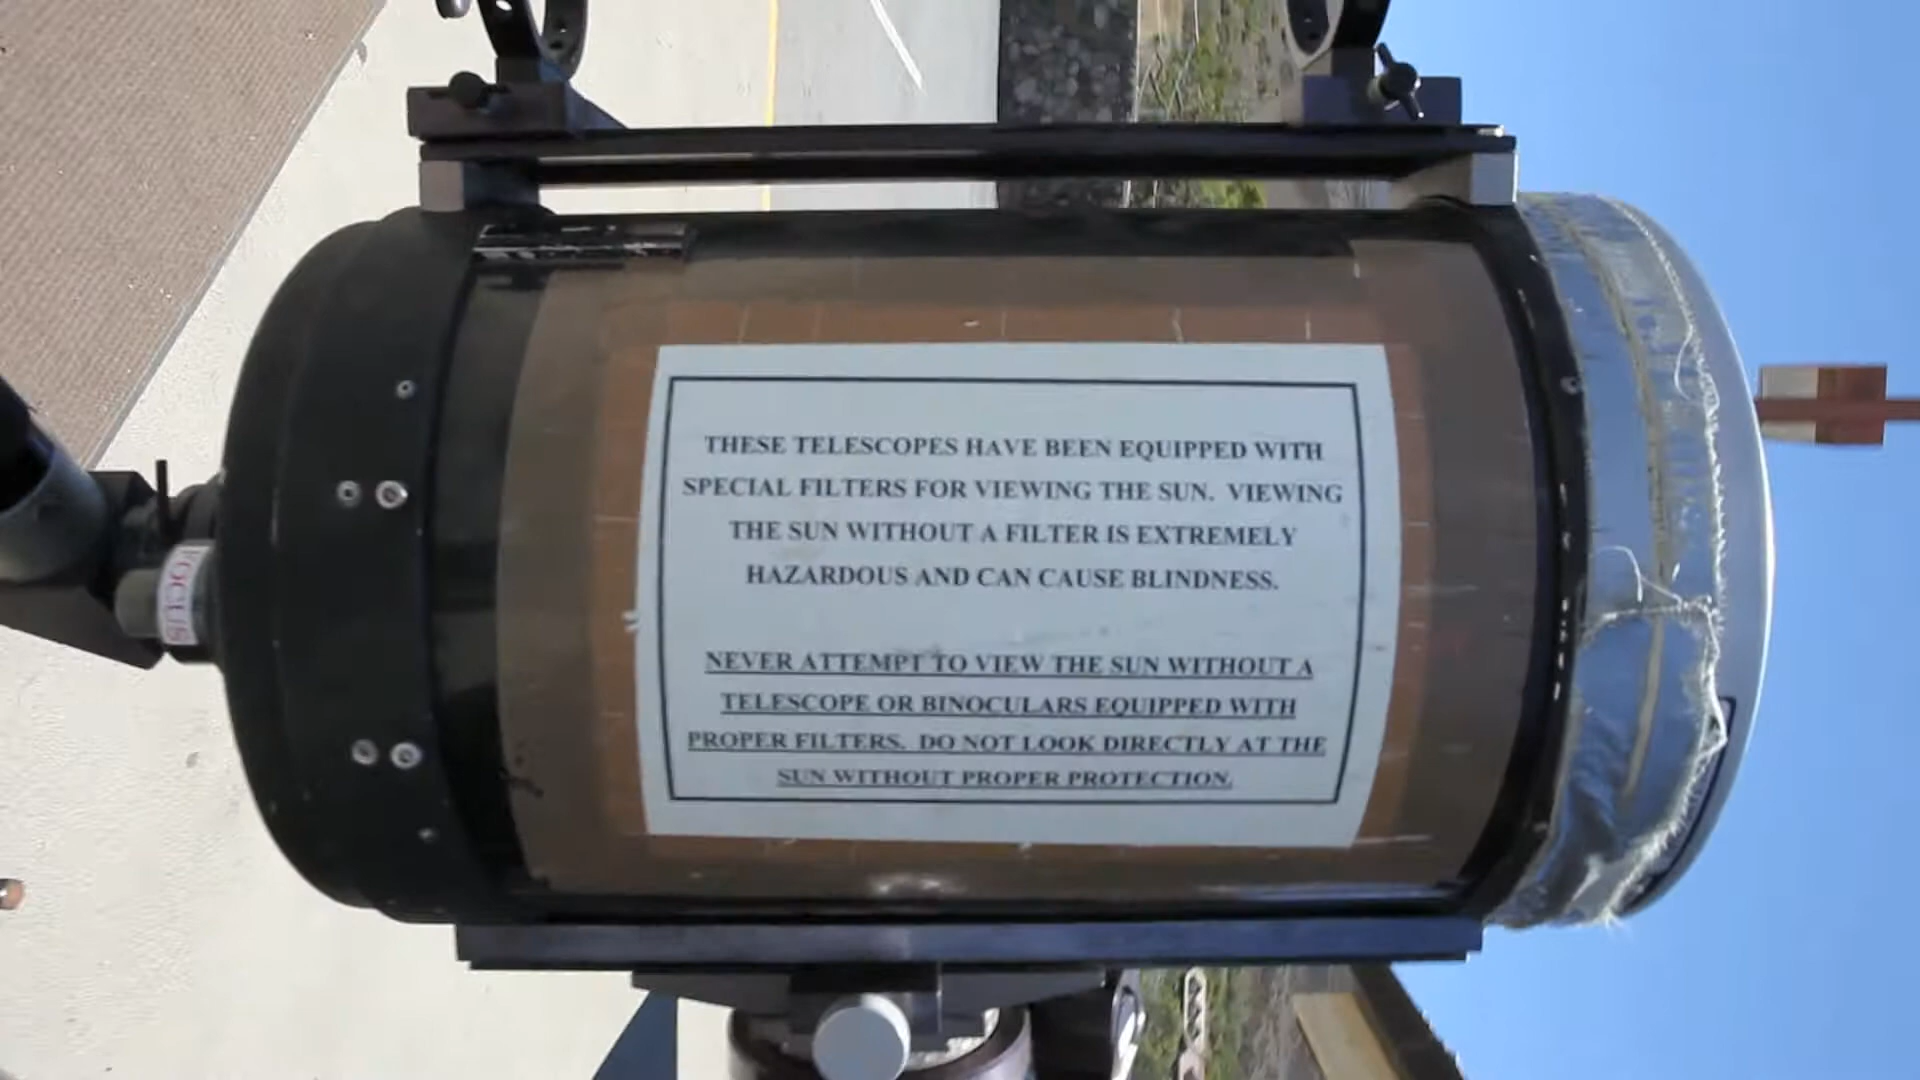 THESE TELESCOPES HAVE BEEN EQUIPPED WITH
SPECIAL FILTERS FOR VIEWING THE SUN. VIEWING
THE SUN WITHOUT A FILTER IS EXTREMELY
HAZARDOUS AND CAN CAUSE BLINDNESS.
NEVER ATTEMPT TO VIEW THE SUN WITHOUT A
TELESCOPE OR BINOCULARS EQUIPPED WITH
PROPER FILTERS. DO NOT LOOK DIRECTLY AT THE
SUN WITHOUT PROPER PROTECTION.
FOCUS